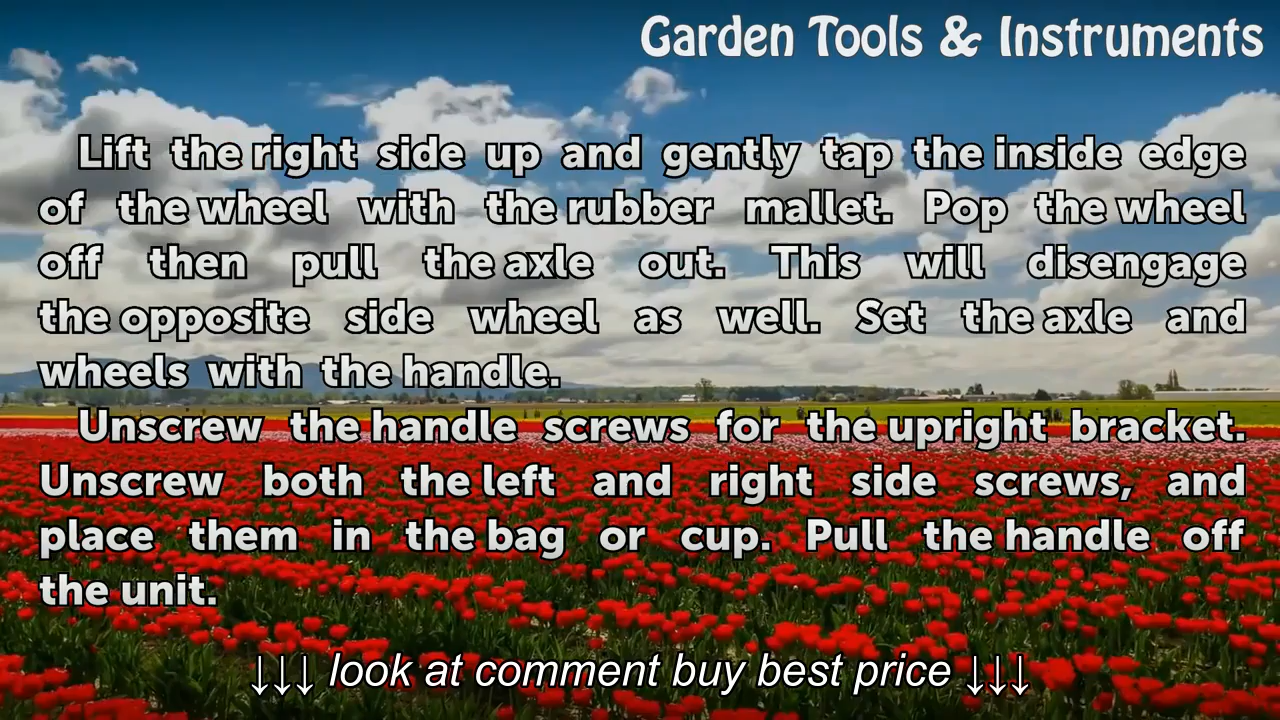 Garden Tools & Instruments
Lift the right side up and gently tap the inside edge
of the wheel with the rubber mallet. Pop the wheel
off then pull the axle out. This will disengage
the opposite side wheel as well. Set the axle and
wheels with the handle.
Unscrew the handle screws for the upright bracket.
Unscrew both the left and right side screws, and
place them in the bag or cup. Pull the handle off
the unit.
↓↓↓ look at comment buy best price ↓↓↓